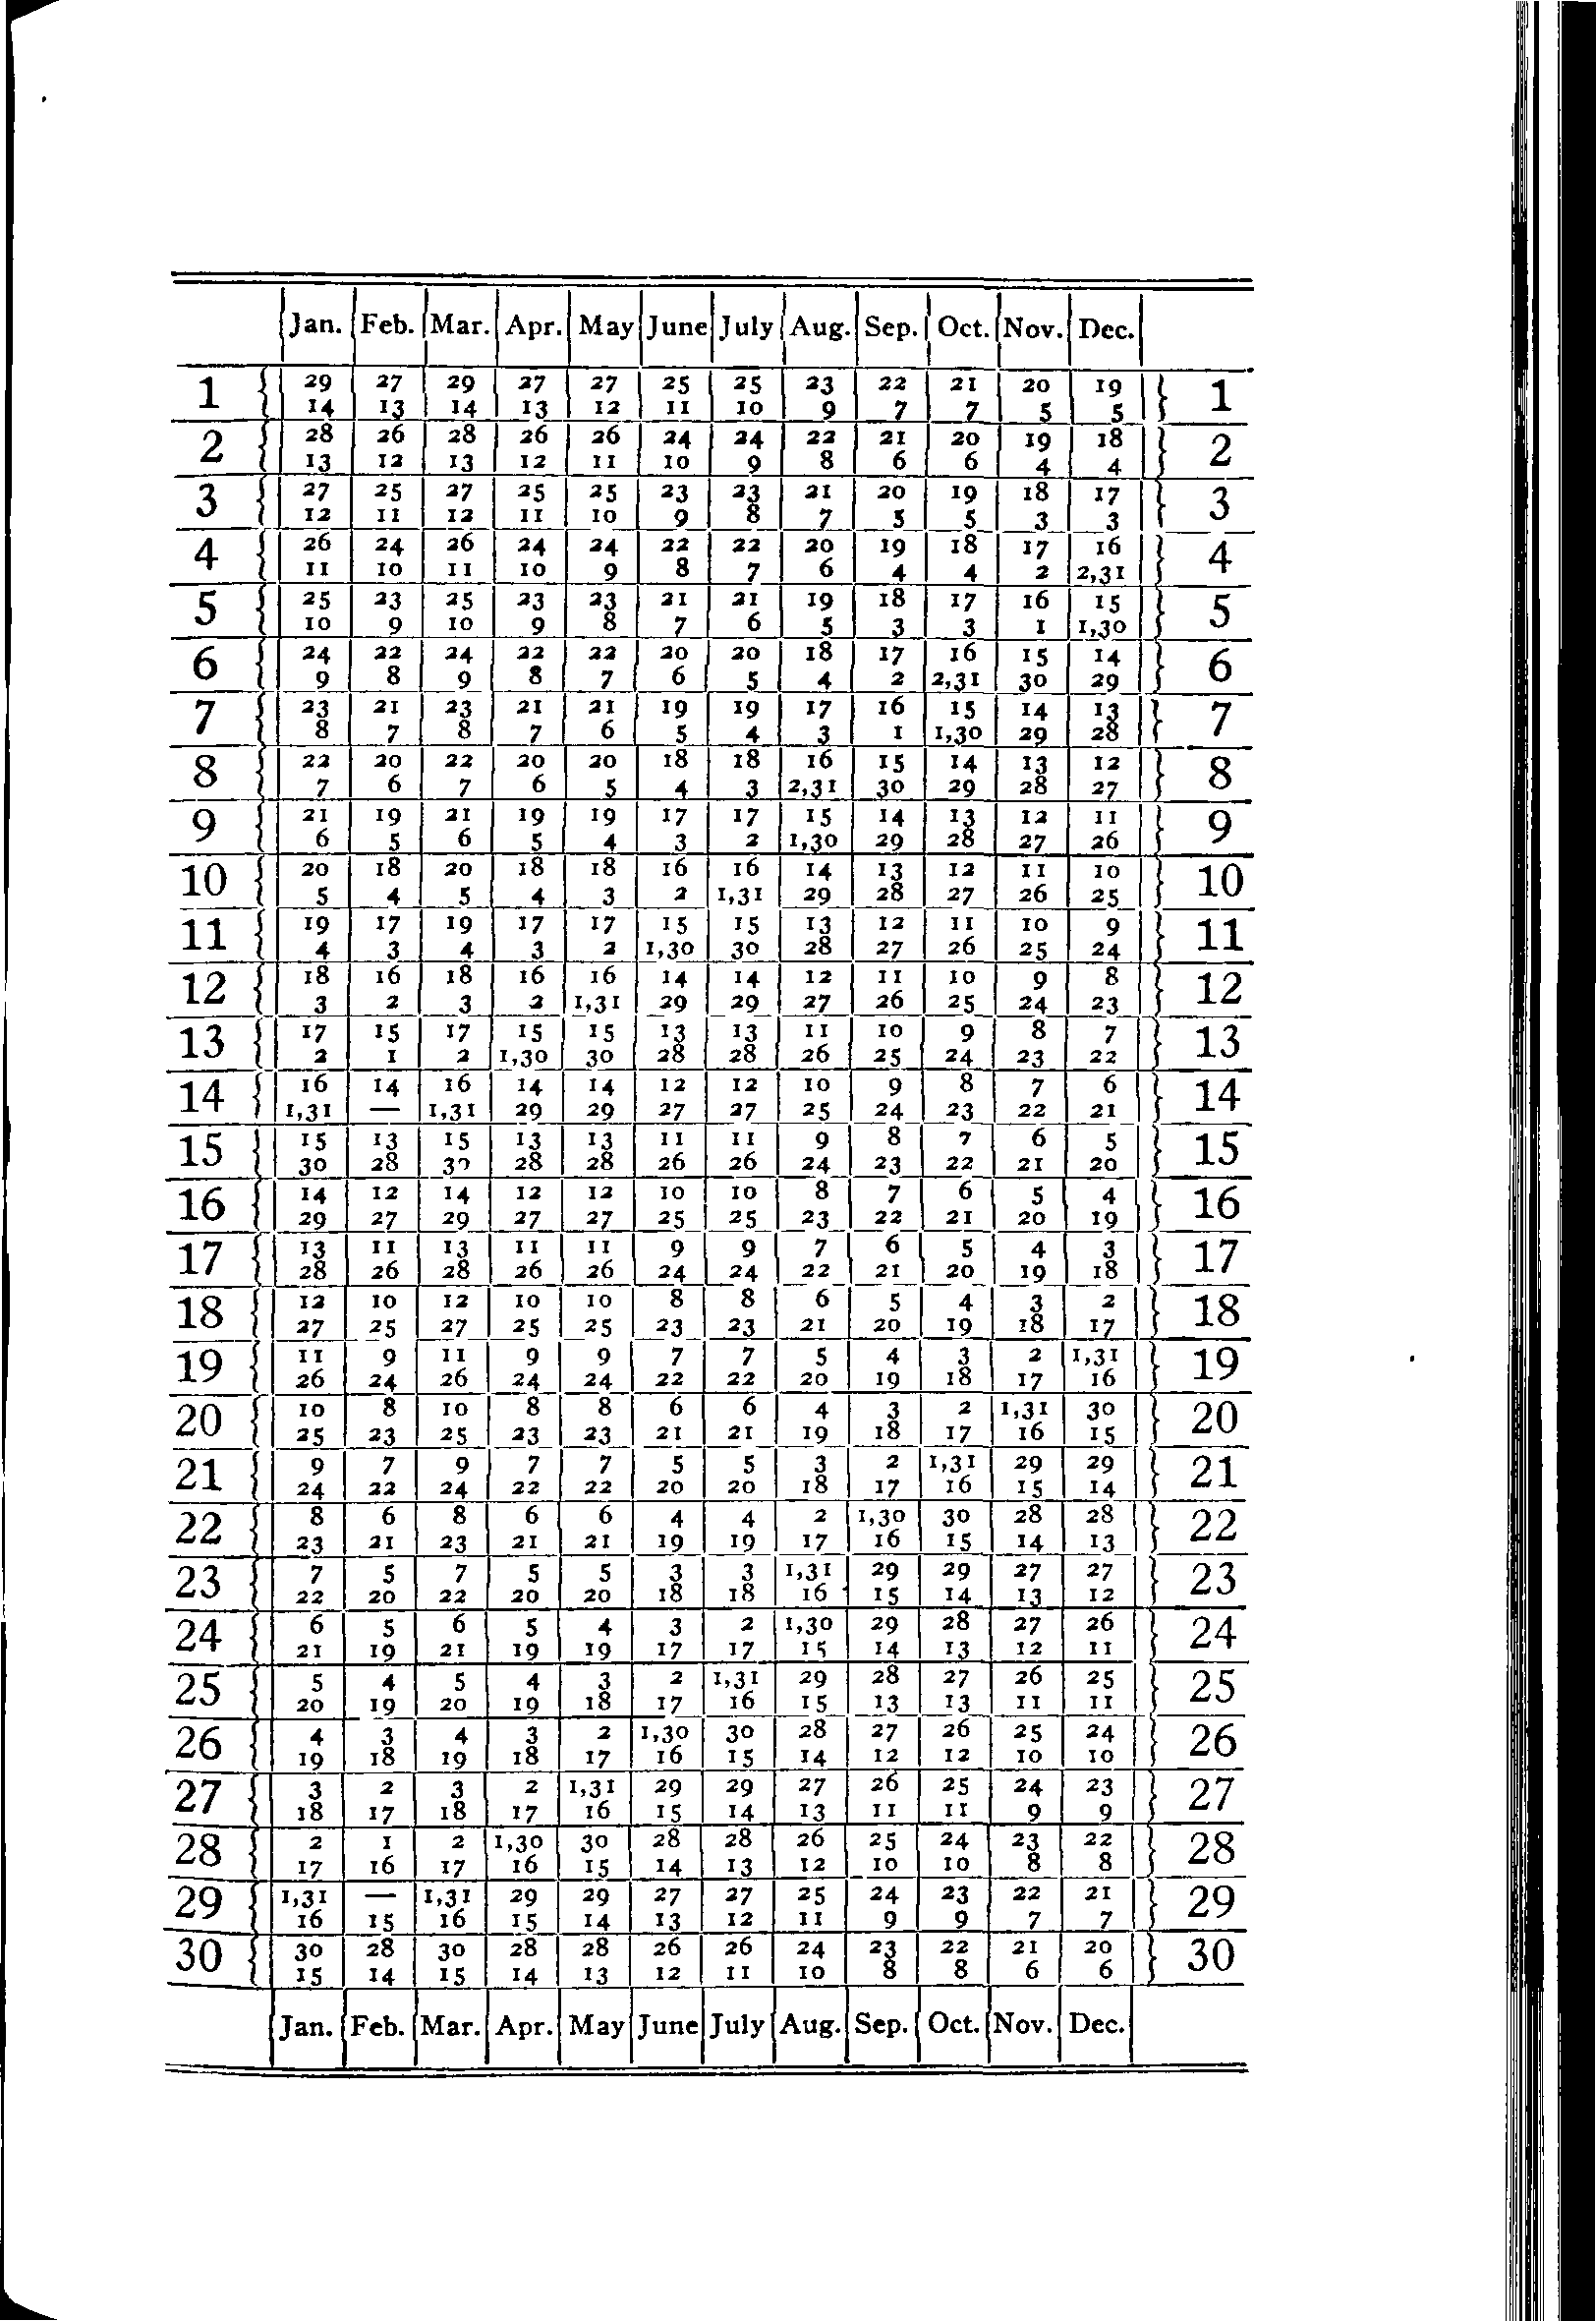 Jan. Feb. Mar. Apr. May June July Aug. Sep. Oct. Nov. Dec.
1 29 27 29 27 27 25 25 23 22 21 20 19 1
14 13 14 13 12 11 10 9 7 7 5 5
2 28 26 28 26 26 24 24 22 21 20 19 18 2
13 12 13 12 11 10 9 8 6 6 4 4
3 27 25 27 25 25 23 23 21 20 19 18 17 3
12 11 12 11 10 9 8 7 5 5 3 3
4 26 24 26 24 24 22 22 20 19 18 17 16 4
11 10 11 10 9 8 7 6 4 4 2 2,31
5 25 23 25 23 23 21 21 19 18 17 16 15 5
10 9 10 9 8 7 6 5 3 3 1 1,30
6 24 22 24 22 22 20 20 18 17 16 15 14 6
9 8 9 8 7 6 5 4 2 2,31 30 29
7 23 21 23 21 21 19 19 17 16 15 14 13 7
8 7 8 7 6 5 4 3 1 1,30 29 28
8 22 20 22 20 20 18 18 16 15 14 13 12 8
7 6 7 6 5 4 3 2,31 30 29 28 27
9 21 19 21 19 19 17 17 15 14 13 12 11 9
6 5 6 5 4 3 2 1,30 29 28 27 26
10 20 18 20 18 18 16 16 14 13 12 11 10 10
5 4 5 4 3 2 1,31 29 28 27 26 25
11 19 17 19 17 17 15 15 13 12 11 10 9 11
4 3 4 3 2 1,30 30 28 27 26 25 24
12 18 16 18 16 16 14 14 12 11 10 9 8 12
3 2 3 2 1,31 29 29 27 26 25 24 23
13 17 15 17 15 15 13 13 11 10 9 8 7 13
2 1 2 1,30 30 28 28 26 25 24 23 22
14 16 14 16 14 14 12 12 10 9 8 7 6 14
1,31 — 1,31 29 29 27 27 25 24 23 22 21
15 15 13 15 13 13 11 11 9 8 7 6 5 15
30 28 30 28 28 26 26 24 23 22 21 20
16 14 12 14 12 12 10 10 8 7 6 5 4 16
29 27 29 27 27 25 25 23 22 21 20 19
17 13 11 13 11 11 9 9 7 6 5 4 3 17
28 26 28 26 26 24 24 22 21 20 19 18
18 12 10 12 10 10 8 8 6 5 4 3 2 18
27 25 27 25 25 23 23 21 20 19 18 17
19 11 9 11 9 9 7 7 5 4 3 2 1,31 19
26 24 26 24 24 22 22 20 19 18 17 16
20 10 8 10 8 8 6 6 4 3 2 1,31 30 20
25 23 25 23 23 21 21 19 18 17 16 15
21 9 7 9 7 7 5 5 3 2 1,31 29 29 21
24 22 24 22 22 20 20 18 17 16 15 14
22 8 6 8 6 6 4 4 2 1,30 30 28 28 22
23 21 23 21 21 19 19 17 16 15 14 13
23 7 5 7 5 5 3 3 1,31 29 29 27 27 23
22 20 22 20 20 18 18 16 15 14 13 12
24 6 5 6 5 4 3 2 1,30 29 28 27 26 24
21 19 21 19 19 17 17 15 14 13 12 11
25 5 4 5 4 3 2 1,31 29 28 27 26 25 25
20 19 20 19 18 17 16 15 13 13 11 11
26 4 3 4 3 2 1,30 30 28 27 26 25 24 26
19 18 19 18 17 16 15 14 12 12 10 10
27 3 2 3 2 1,31 29 29 27 26 25 24 23 27
18 17 18 17 16 15 14 13 11 11 9 9
28 2 1 2 1,30 30 28 28 26 25 24 23 22 28
17 16 17 16 15 14 13 12 10 10 8 8
29 1,31 — 1,31 29 29 27 27 25 24 23 22 21 29
16 15 16 15 14 13 12 11 9 9 7 7
30 30 28 30 28 28 26 26 24 23 22 21 20 30
15 14 15 14 13 12 11 10 8 8 6 6
Jan. Feb. Mar. Apr. May June July Aug. Sep. Oct. Nov. Dec.